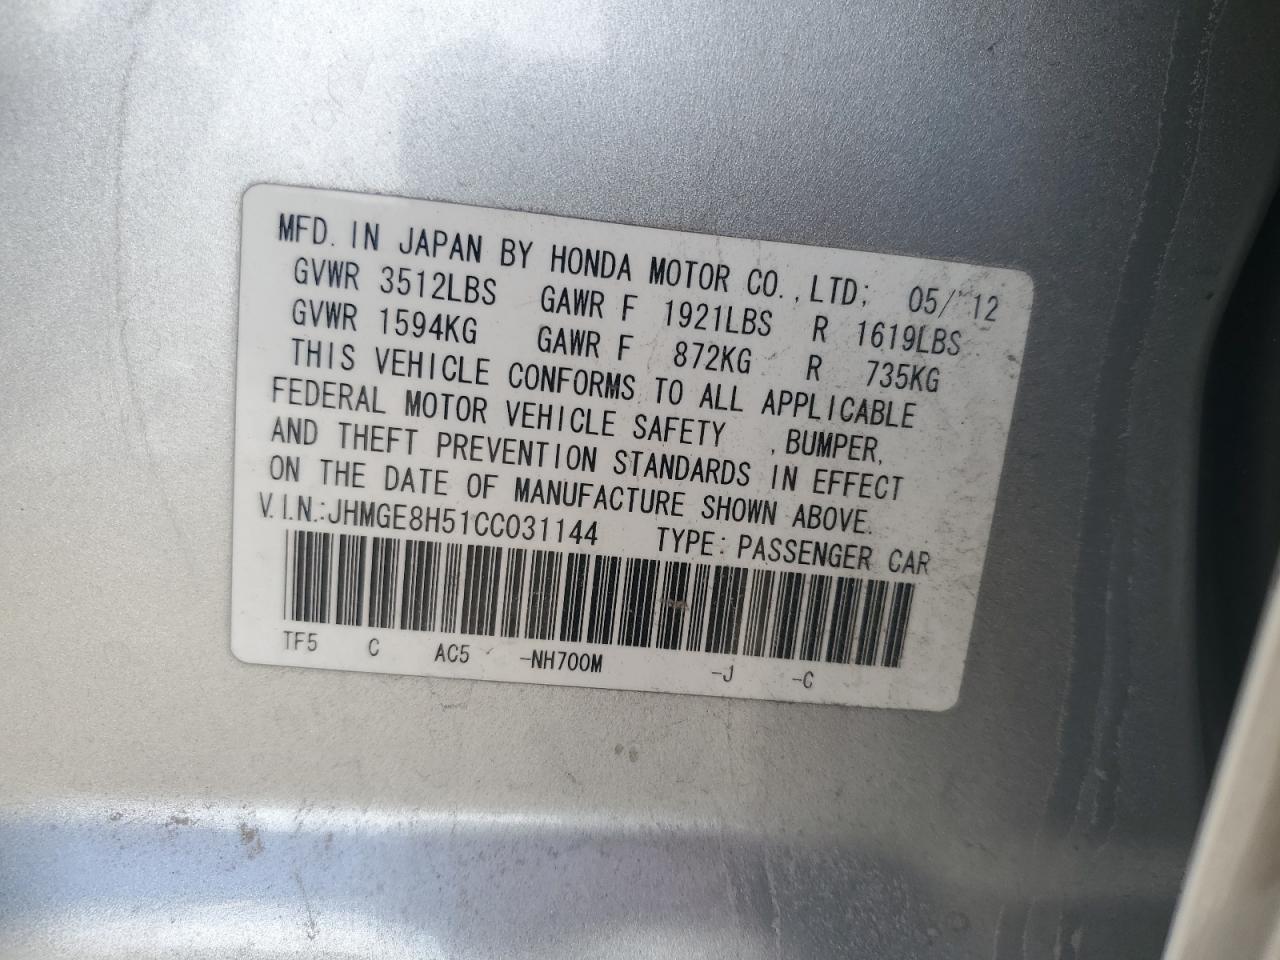 MFD. IN JAPAN BY HONDA MOTOR CO., LTD; 05/ 12
GVWR 3512LBS GAWR F 1921LBS R 1619LBS
GVWR 1594KG GAWR F 872KG R 735KG
THIS VEHICLE CONFORMS TO ALL APPLICABLE
FEDERAL MOTOR VEHICLE SAFETY , BUMPER,
AND THEFT PREVENTION STANDARDS IN EFFECT
ON THE DATE OF MANUFACTURE SHOWN ABOVE.
V.I.N.:JHMGE8H51CC031144 TYPE: PASSENGER CAR
TF5 C AC5 -NH700M -J -C